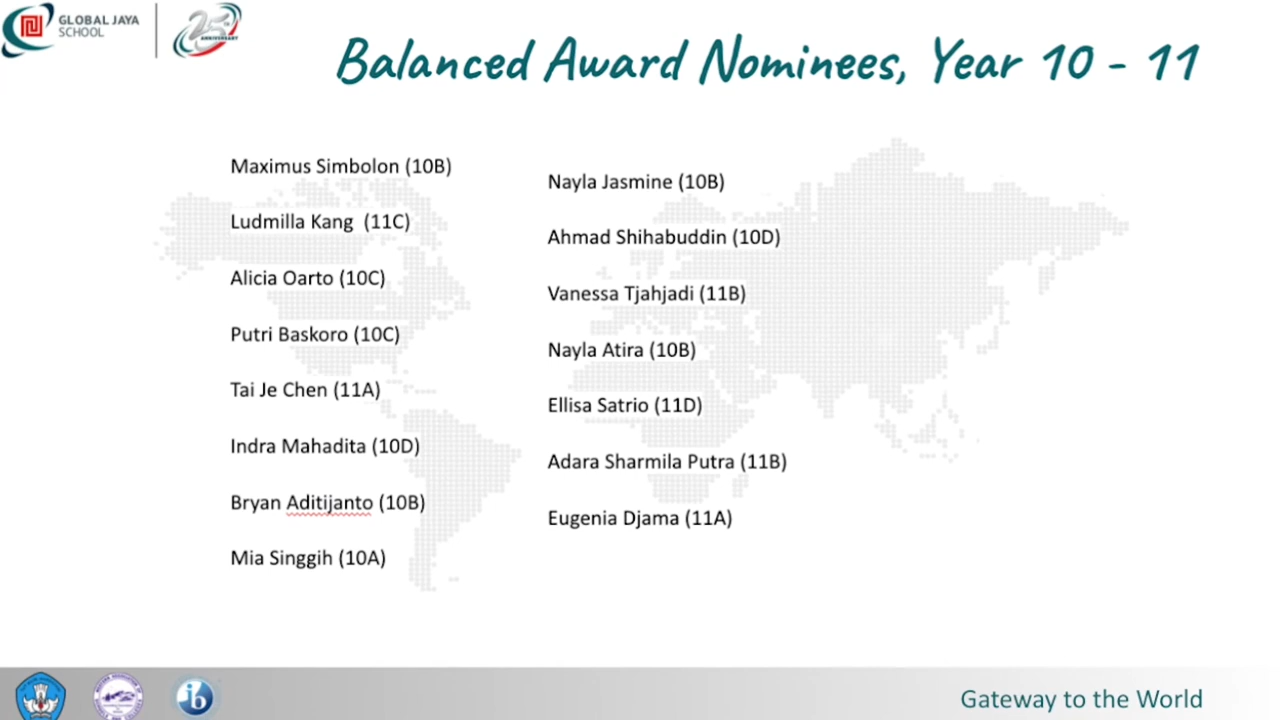 GLOBAL JAYA
SCHOOL
25
ANNIVERSARY
Balanced Award Nominees, Year 10 - 11
Maximus Simbolon (10B)
Ludmilla Kang (11C)
Alicia Oarto (10C)
Putri Baskoro (10C)
Tai Je Chen (11A)
Indra Mahadita (10D)
Bryan Aditijanto (10B)
Mia Singgih (10A)
Nayla Jasmine (10B)
Ahmad Shihabuddin (10D)
Vanessa Tjahjadi (11B)
Nayla Atira (10B)
Ellisa Satrio (11D)
Adara Sharmila Putra (11B)
Eugenia Djama (11A)
ib
Gateway to the World